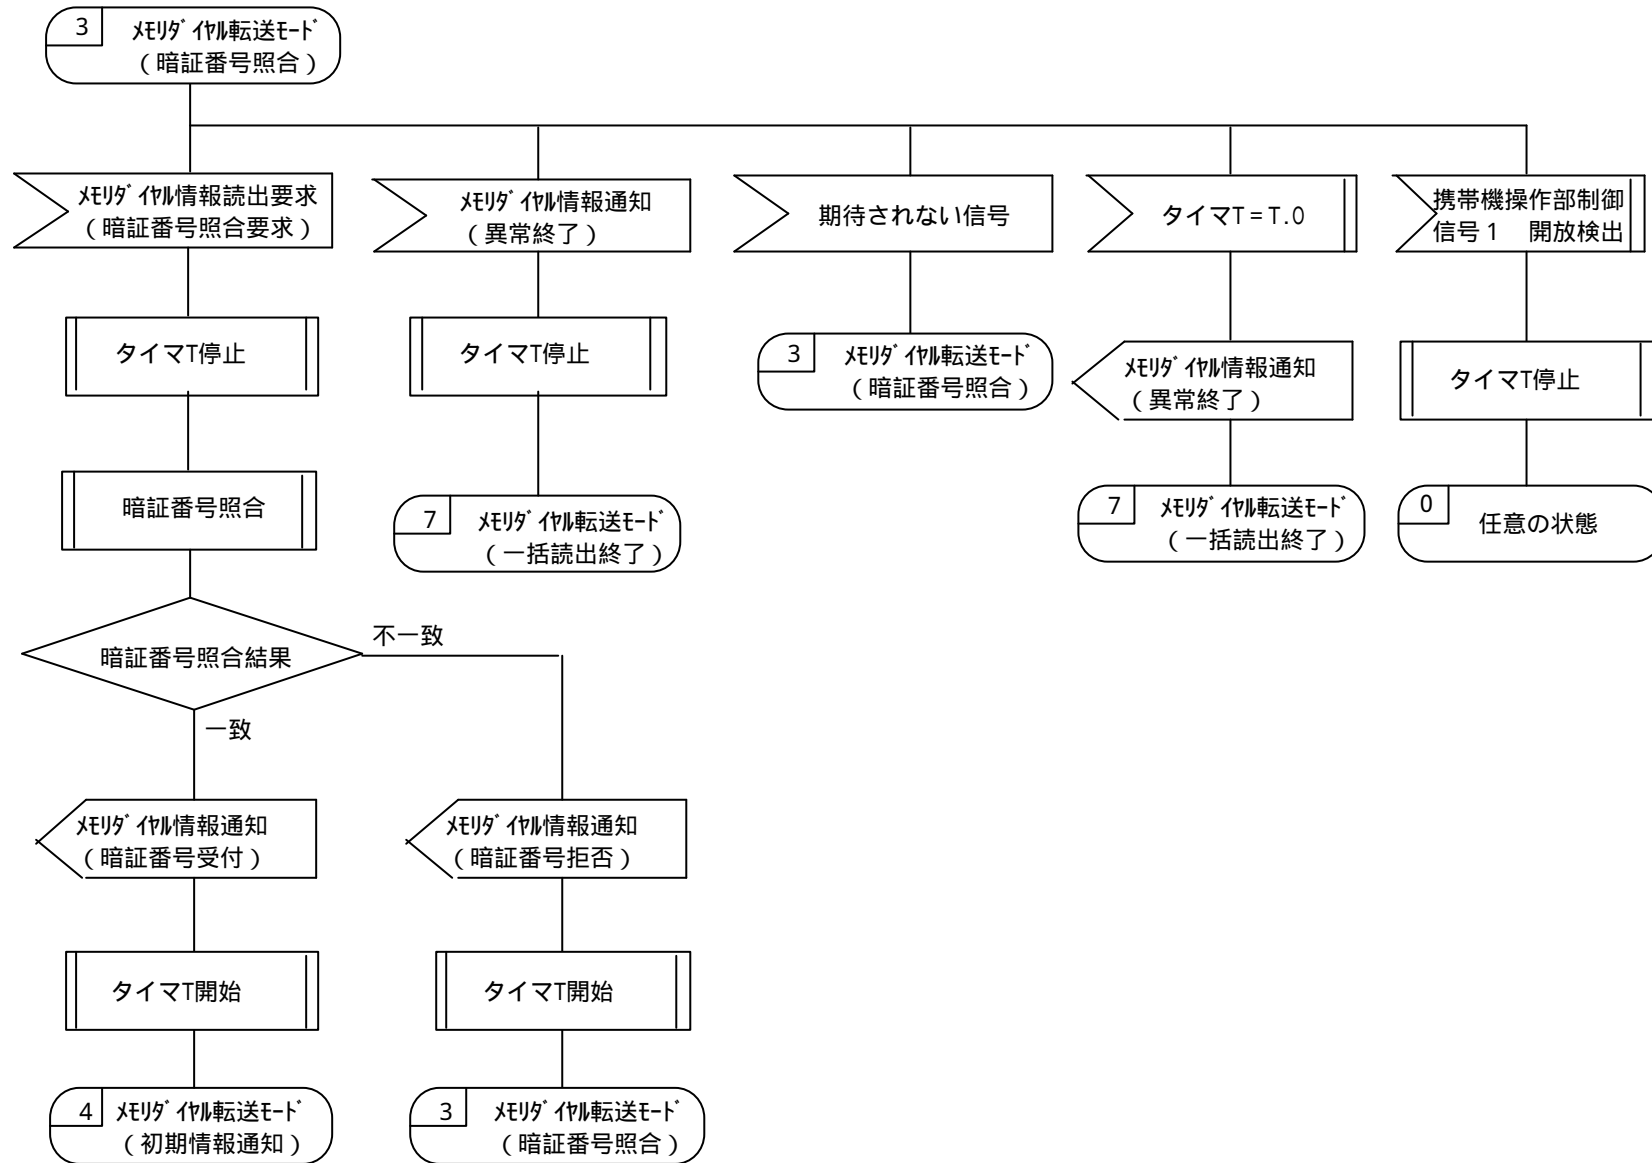 3
ﾒﾓﾘﾀﾞｲﾔﾙ転送ﾓｰﾄﾞ
（暗証番号照合）
ﾒﾓﾘﾀﾞｲﾔﾙ情報読出要求
（暗証番号照合要求）
ﾒﾓﾘﾀﾞｲﾔﾙ情報通知
（異常終了）
期待されない信号
タイマT=T.0
携帯機操作部制御
信号1　開放検出
タイマT停止
タイマT停止
3
ﾒﾓﾘﾀﾞｲﾔﾙ転送ﾓｰﾄﾞ
（暗証番号照合）
ﾒﾓﾘﾀﾞｲﾔﾙ情報通知
（異常終了）
タイマT停止
暗証番号照合
7
ﾒﾓﾘﾀﾞｲﾔﾙ転送ﾓｰﾄﾞ
（一括読出終了）
7
ﾒﾓﾘﾀﾞｲﾔﾙ転送ﾓｰﾄﾞ
（一括読出終了）
0
任意の状態
暗証番号照合結果
不一致
一致
ﾒﾓﾘﾀﾞｲﾔﾙ情報通知
（暗証番号受付）
ﾒﾓﾘﾀﾞｲﾔﾙ情報通知
（暗証番号拒否）
タイマT開始
タイマT開始
4
ﾒﾓﾘﾀﾞｲﾔﾙ転送ﾓｰﾄﾞ
（初期情報通知）
3
ﾒﾓﾘﾀﾞｲﾔﾙ転送ﾓｰﾄﾞ
（暗証番号照合）